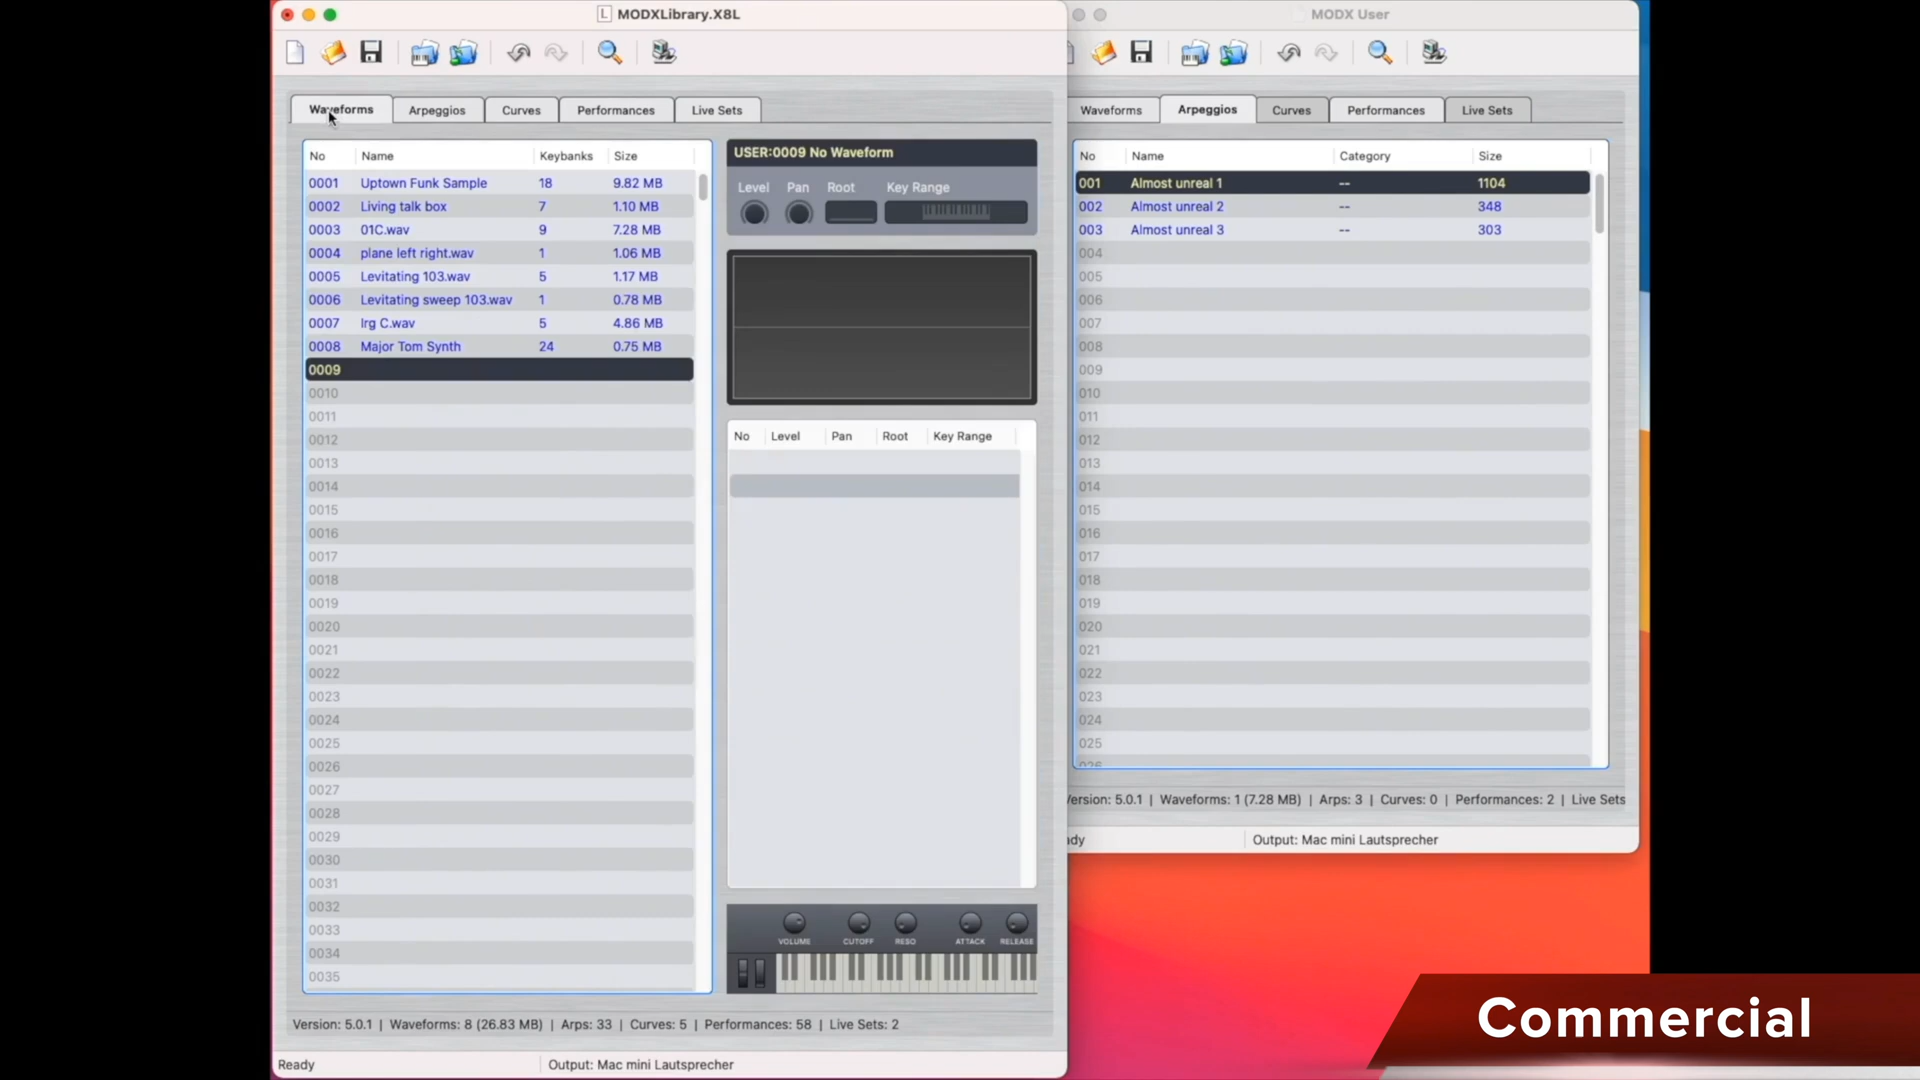 L MODXLibrary.X8L
Waveforms Arpeggios Curves Performances Live Sets
No Name Keybanks Size
0001 Uptown Funk Sample 18 9.82 MB
0002 Living talk box 7 1.10 MB
0003 01C.wav 9 7.28 MB
0004 plane left right.wav 1 1.06 MB
0005 Levitating 103.wav 5 1.17 MB
0006 Levitating sweep 103.wav 1 0.78 MB
0007 lrg C.wav 5 4.86 MB
0008 Major Tom Synth 24 0.75 MB
0009
0010
0011
0012
0013
0014
0015
0016
0017
0018
0019
0020
0021
0022
0023
0024
0025
0026
0027
0028
0029
0030
0031
0032
0033
0034
0035
USER:0009 No Waveform
Level Pan Root Key Range
No Level Pan Root Key Range
VOLUME CUTOFF RESO ATTACK RELEASE
Version: 5.0.1 | Waveforms: 8 (26.83 MB) | Arps: 33 | Curves: 5 | Performances: 58 | Live Sets: 2
Ready Output: Mac mini Lautsprecher
MODX User
Waveforms Arpeggios Curves Performances Live Sets
No Name Category Size
001 Almost unreal 1 -- 1104
002 Almost unreal 2 -- 348
003 Almost unreal 3 -- 303
004
005
006
007
008
009
010
011
012
013
014
015
016
017
018
019
020
021
022
023
024
025
026
ersion: 5.0.1 | Waveforms: 1 (7.28 MB) | Arps: 3 | Curves: 0 | Performances: 2 | Live Sets
ady Output: Mac mini Lautsprecher
Commercial